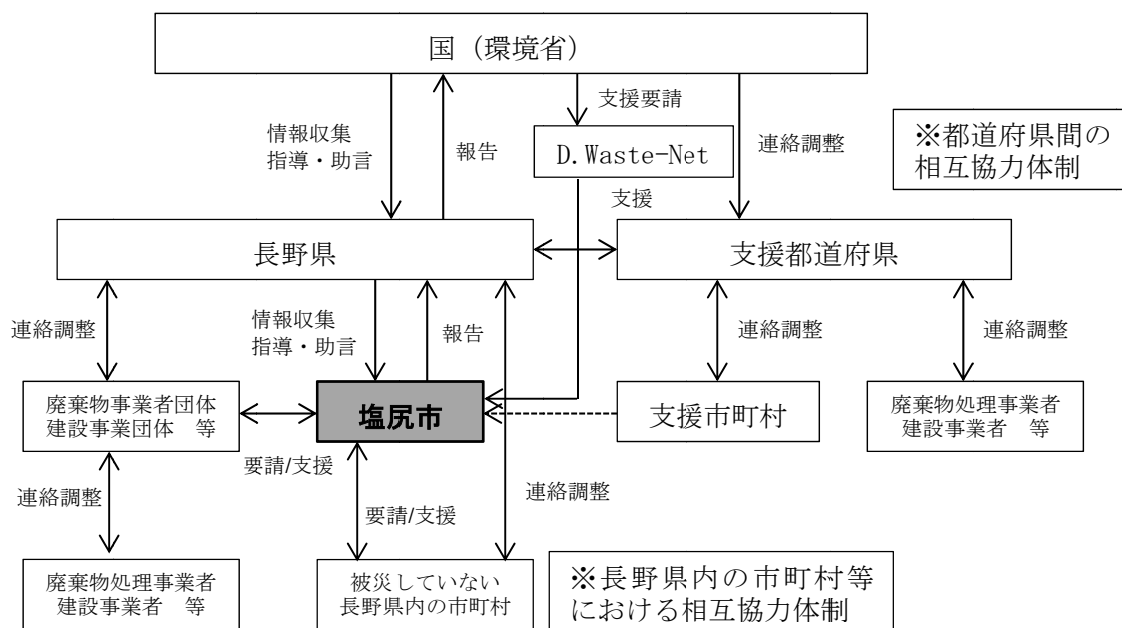 国（環境省）
支援要請
情報収集
指導・助言
報告
D.Waste-Net
連絡調整
※都道府県間の
相互協力体制
支援
長野県
支援都道府県
連絡調整
情報収集
指導・助言
報告
連絡調整
連絡調整
廃棄物事業者団体
建設事業団体　等
塩尻市
支援市町村
廃棄物処理事業者
建設事業者　等
要請/支援
連絡調整
要請/支援
連絡調整
廃棄物処理事業者
建設事業者　等
被災していない
長野県内の市町村
※長野県内の市町村等
における相互協力体制